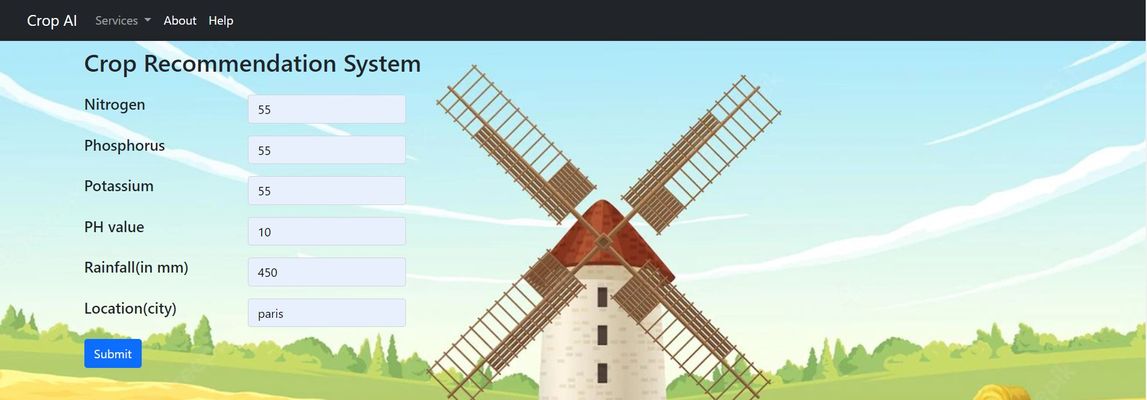 Crop AI Services About Help
Crop Recommendation System
Nitrogen 55
Phosphorus 55
Potassium 55
PH value 10
Rainfall(in mm) 450
Location(city) paris
Submit